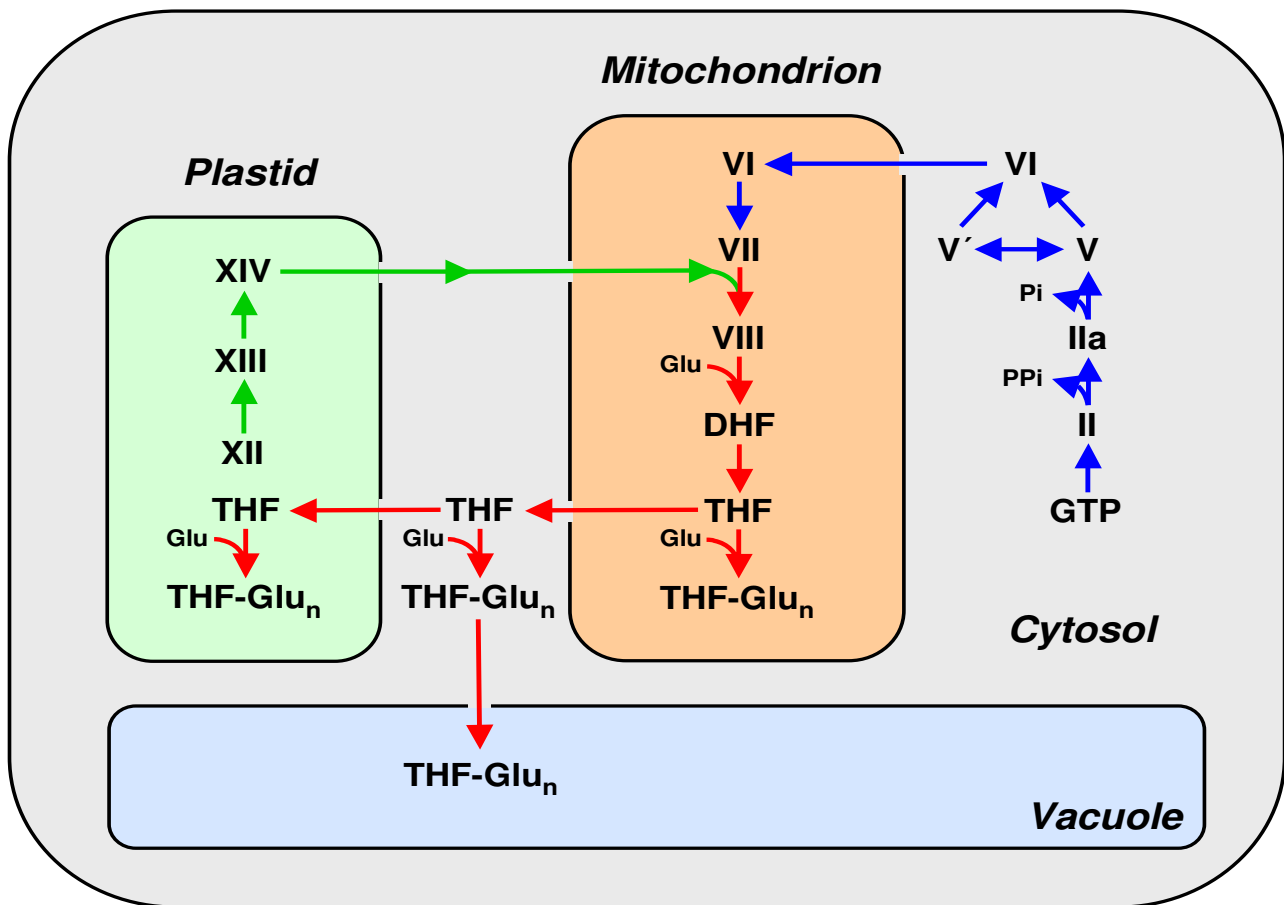 Mitochondrion
Plastid
VI
VI
VII
V´
V
XIV
Pi
VIII
IIa
XIII
Glu
PPi
DHF
II
XII
THF
THF
THF
GTP
Glu
Glu
Glu
THF-Glun
THF-Glun
THF-Glun
Cytosol
THF-Glun
Vacuole